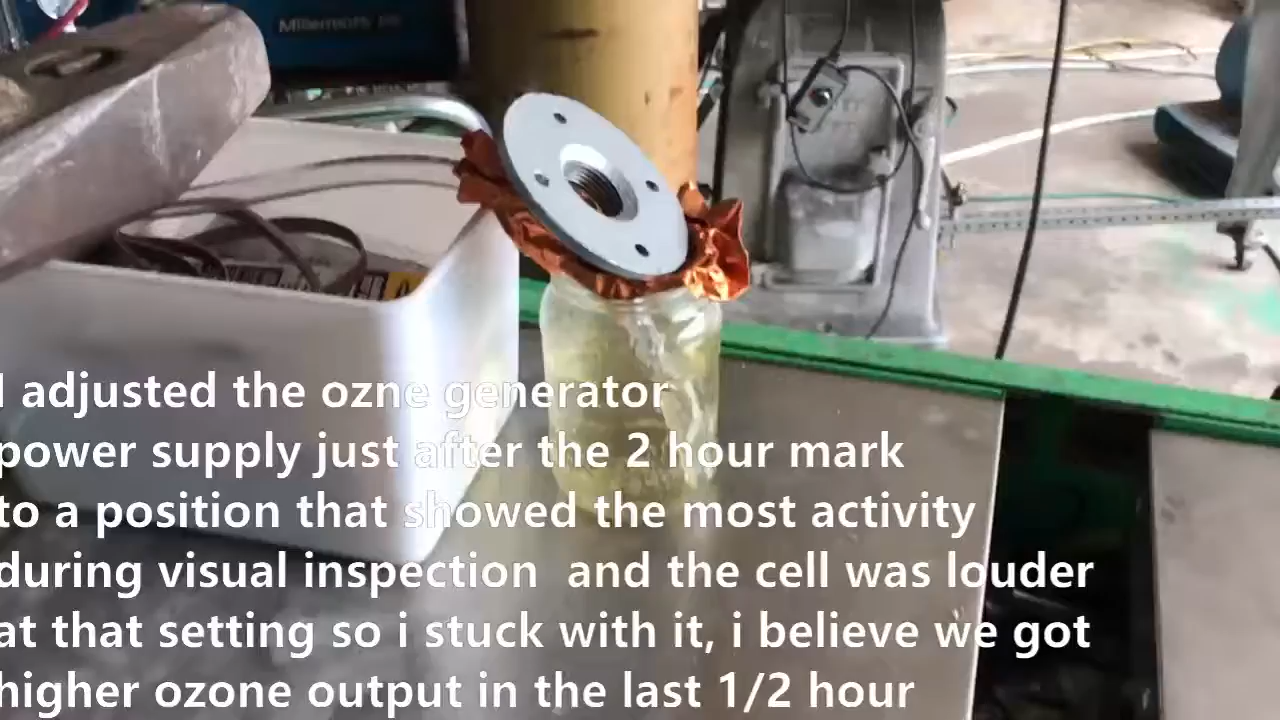 Millermatic
I adjusted the ozne generator
power supply just after the 2 hour mark
to a position that showed the most activity
during visual inspection and the cell was louder
at that setting so i stuck with it, i believe we got
higher ozone output in the last 1/2 hour